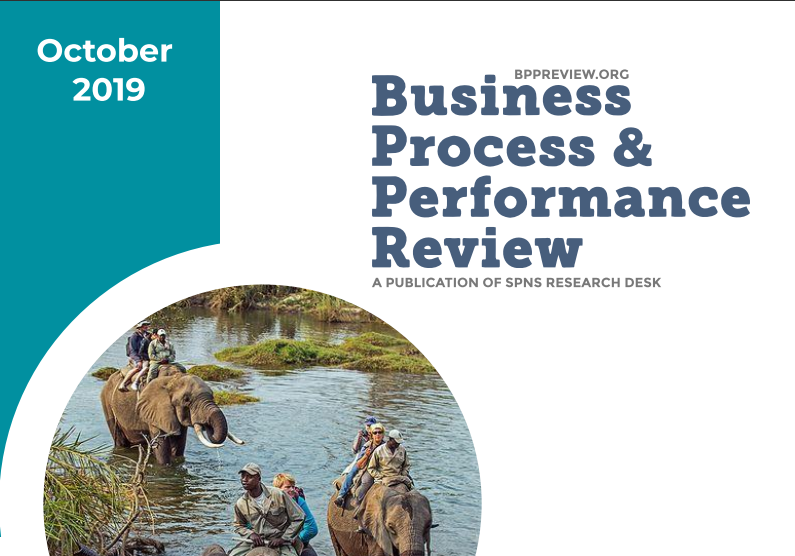 October
2019
BPPREVIEW.ORG
Business
Process &
Performance
Review
A PUBLICATION OF SPNS RESEARCH DESK